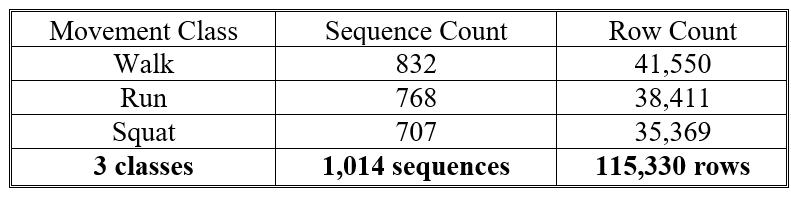 Movement Class Sequence Count Row Count
Walk 832 41,550
Run 768 38,411
Squat 707 35,369
3 classes 1,014 sequences 115,330 rows